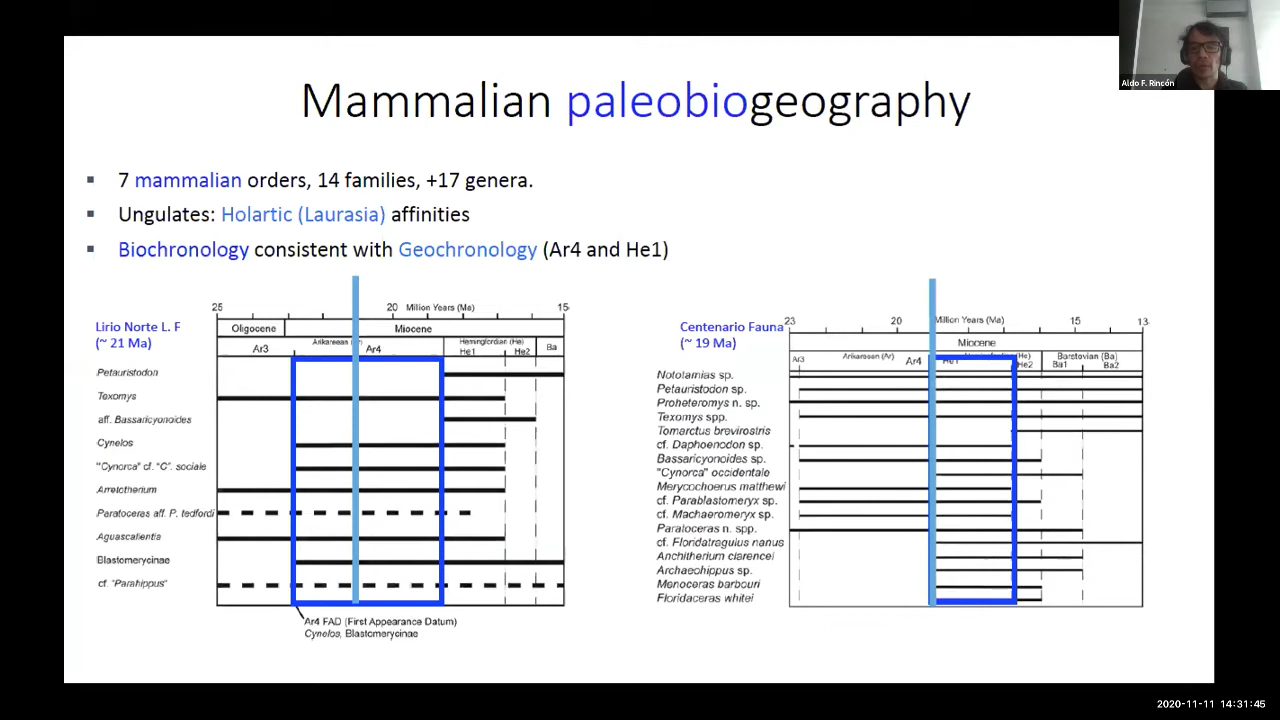 Aldo F. Rincón
Mammalian paleobiogeography
▪ 7 mammalian orders, 14 families, +17 genera.
▪ Ungulates: Holartic (Laurasia) affinities
▪ Biochronology consistent with Geochronology (Ar4 and He1)
Lirio Norte L. F
(~ 21 Ma)
25 20 Million Years (Ma) 15
Oligocene Miocene
Ar3 Ar4 Hemingfordian (He) He1 He2 Ba
Petauristodon
Texomys
aff. Bassaricyonoides
Cynelos
"Cynorca" cf. "C". sociale
Arretotherium
Paratoceras aff. P. tedfordi
Aguascalientia
Blastomerycinae
cf. "Parahippus"
Ar4 FAD (First Appearance Datum)
Cynelos, Blastomerycinae
Centenario Fauna
(~ 19 Ma)
23 20 Million Years (Ma) 15 13
Miocene
Ar3 Arikareean (Ar) Ar4 He2 Barstovian (Ba) Ba1 Ba2
Nototamias sp.
Petauristodon sp.
Proheteromys n. sp.
Texomys spp.
Tomarctus brevirostris
cf. Daphoenodon sp.
Bassaricyonoides sp.
"Cynorca" occidentale
Merycochoerus matthewi
cf. Parablastomeryx sp.
cf. Machaeromeryx sp.
Paratoceras n. spp.
cf. Floridatragulus nanus
Anchitherium clarencei
Archaeohippus sp.
Menoceras barbouri
Floridaceras whitei
2020-11-11 14:31:45